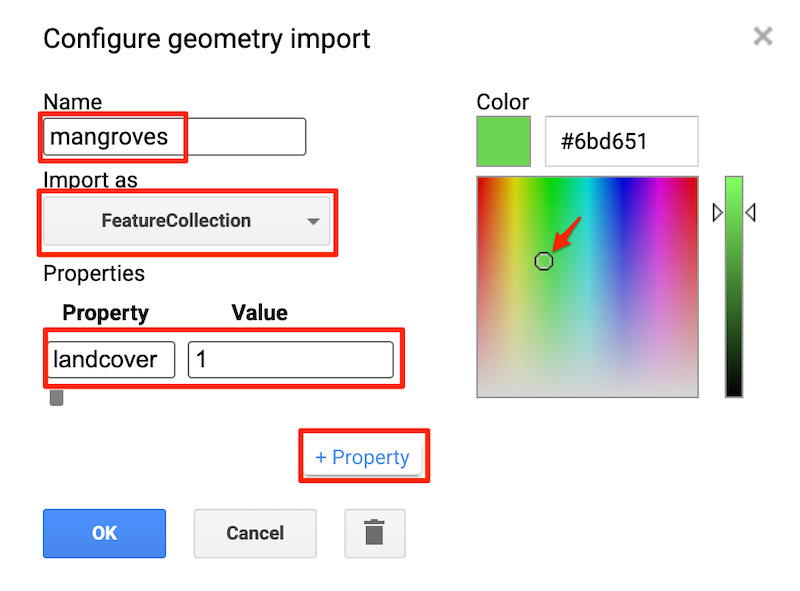 Configure geometry import
Name
mangroves
Import as
FeatureCollection
Properties
Property Value
landcover 1
+ Property
OK Cancel
Color
#6bd651